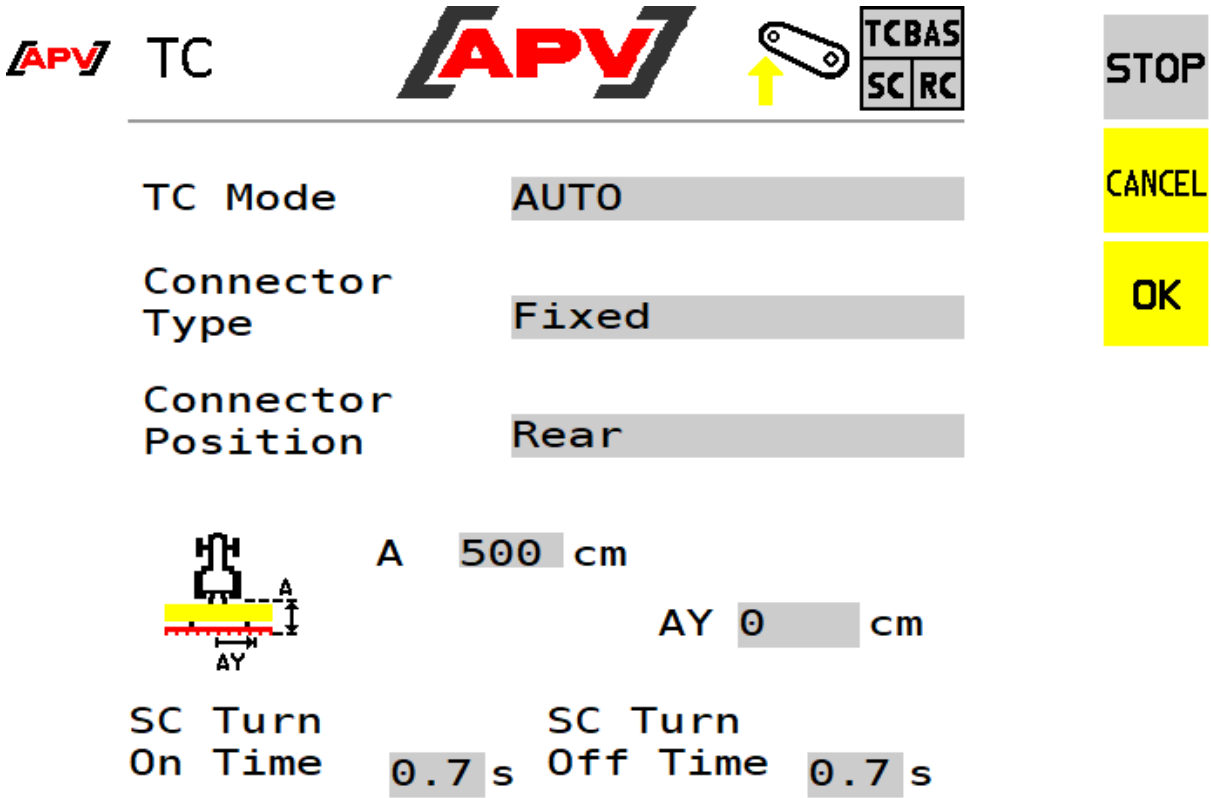 APV TC APV TCBAS
SC RC
STOP
TC Mode AUTO
CANCEL
Connector
Type Fixed
OK
Connector
Position Rear
A 500 cm
A
AY 0 cm
AY
SC Turn
On Time 0.7 s
SC Turn
Off Time 0.7 s